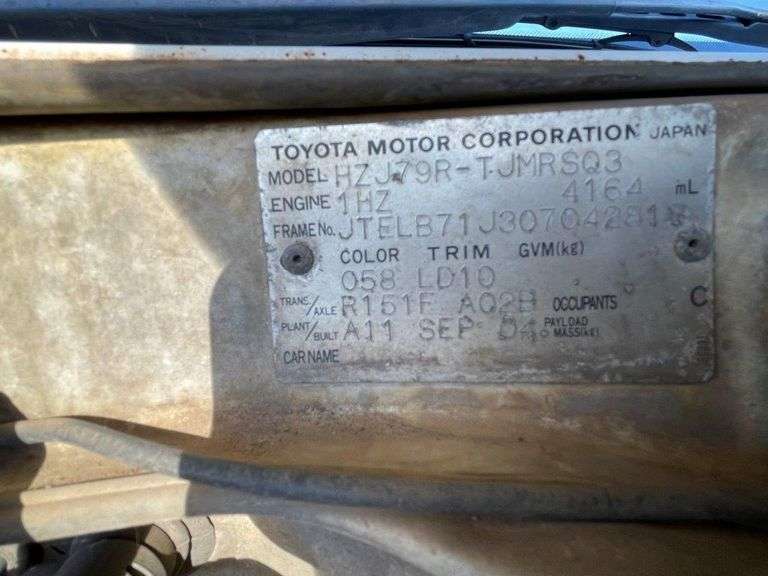 TOYOTA MOTOR CORPORATION JAPAN
MODEL HZJ79R-TJMRSQ3
ENGINE 1HZ 4164 mL
FRAME No. JTELB71J307042818
COLOR TRIM GVM(kg)
058 LD10
TRANS/AXLE R151F A02B OCCUPANTS C
PLANT/BUILT A11 SEP 04 PAYLOAD MASS(kg)
CAR NAME